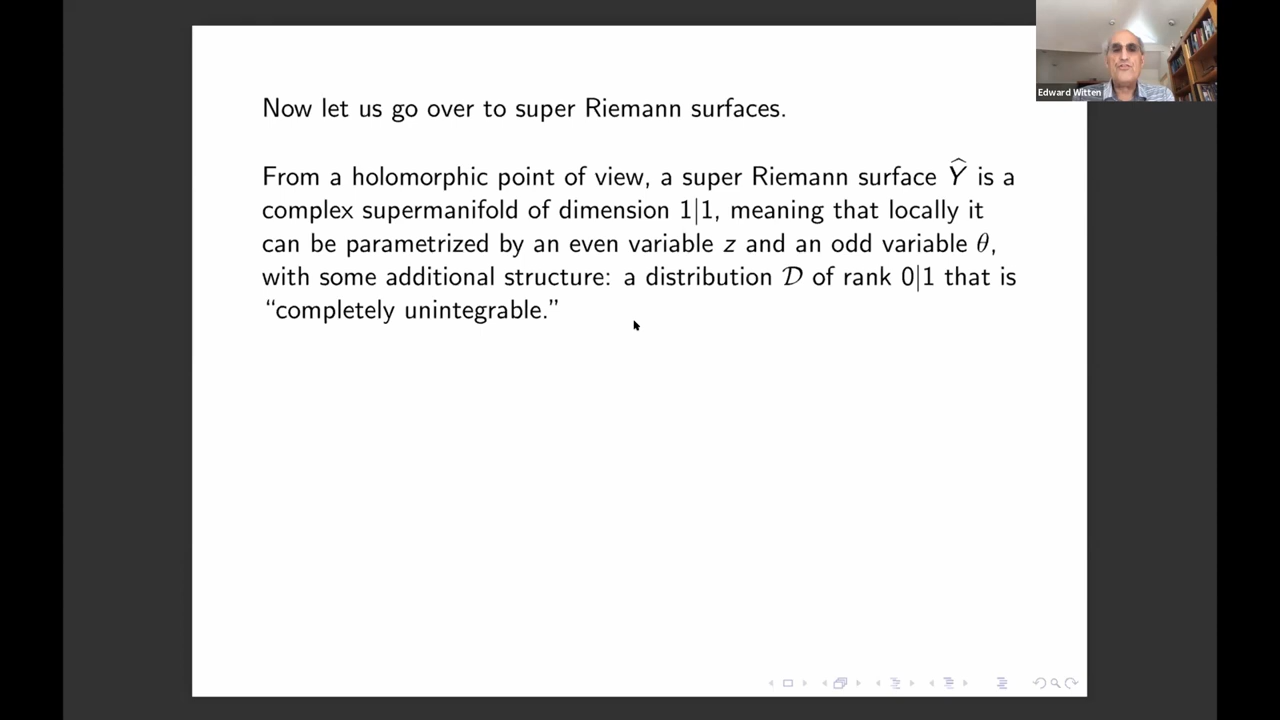 Edward Witten
Now let us go over to super Riemann surfaces.
From a holomorphic point of view, a super Riemann surface Ŷ is a
complex supermanifold of dimension 1|1, meaning that locally it
can be parametrized by an even variable z and an odd variable θ,
with some additional structure: a distribution 𝒟 of rank 0|1 that is
“completely unintegrable.”